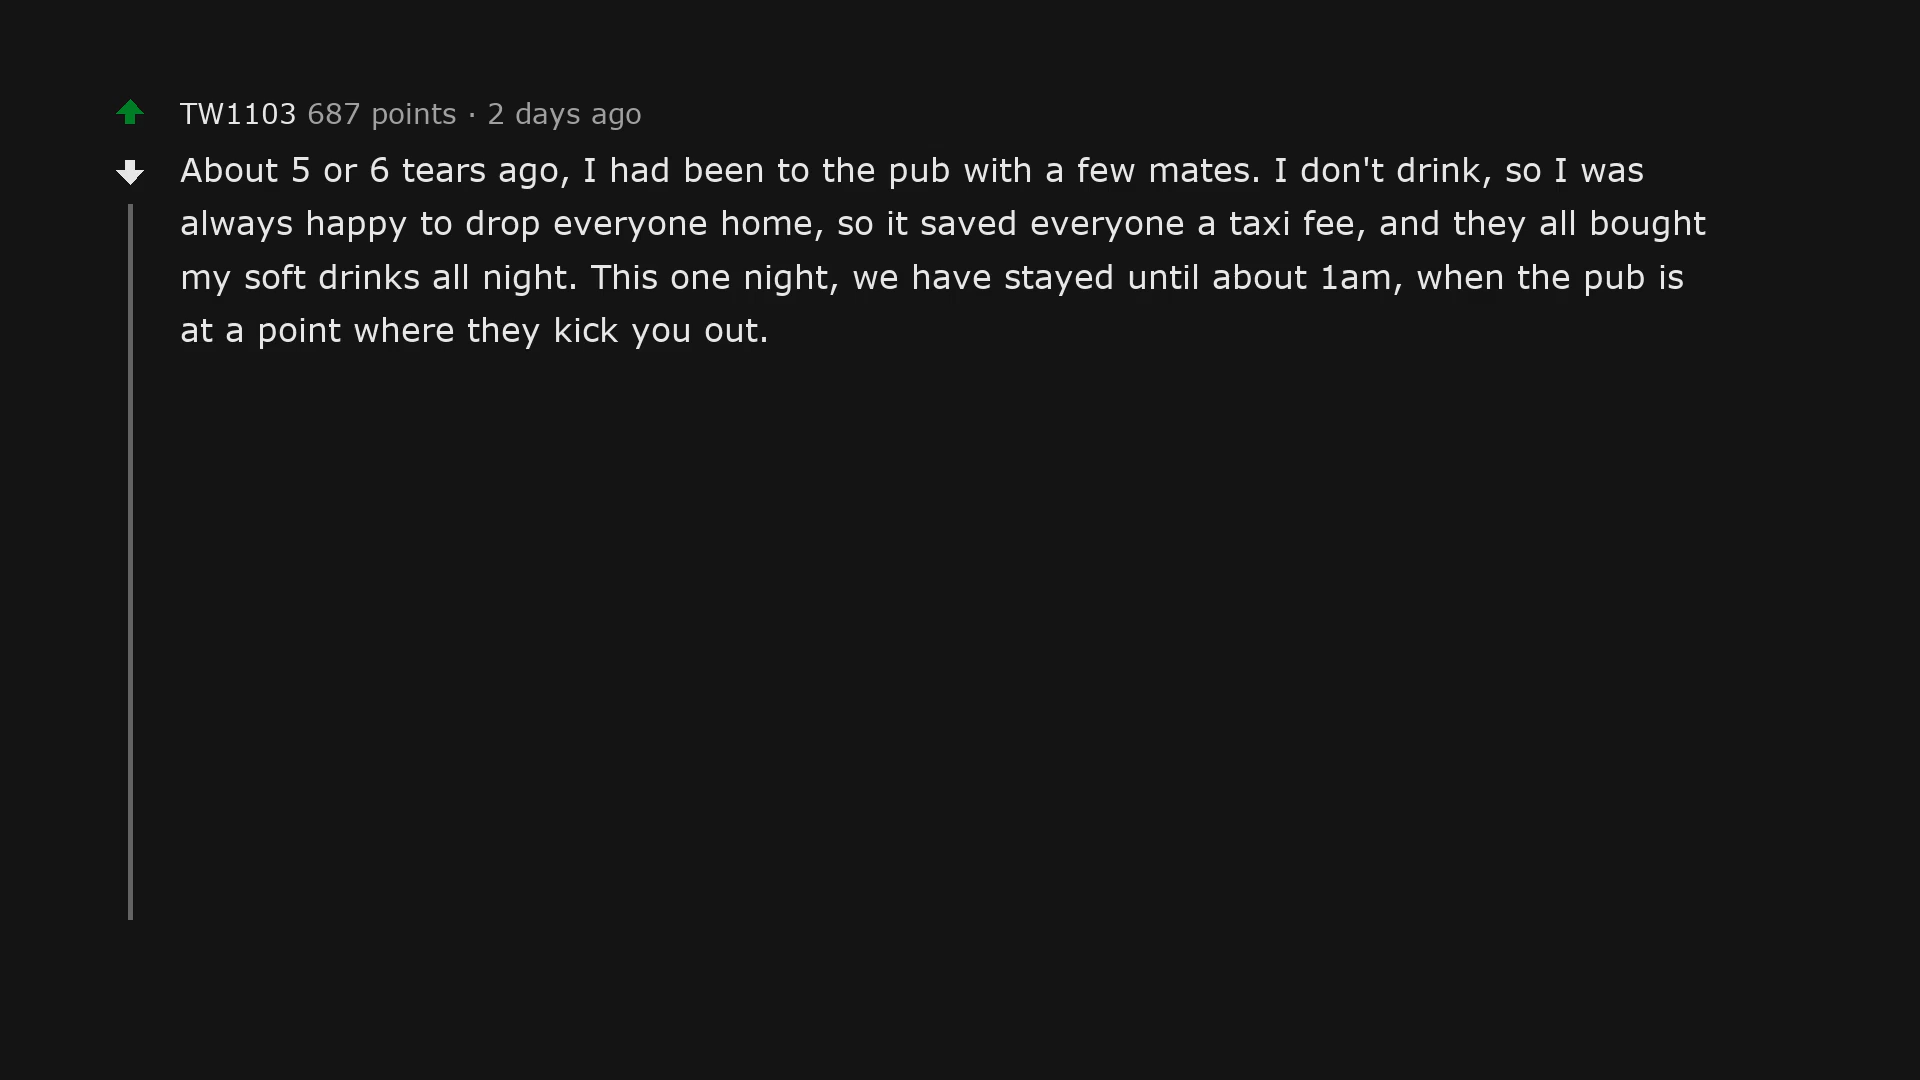 TW1103 687 points · 2 days ago
About 5 or 6 tears ago, I had been to the pub with a few mates. I don't drink, so I was
always happy to drop everyone home, so it saved everyone a taxi fee, and they all bought
my soft drinks all night. This one night, we have stayed until about 1am, when the pub is
at a point where they kick you out.